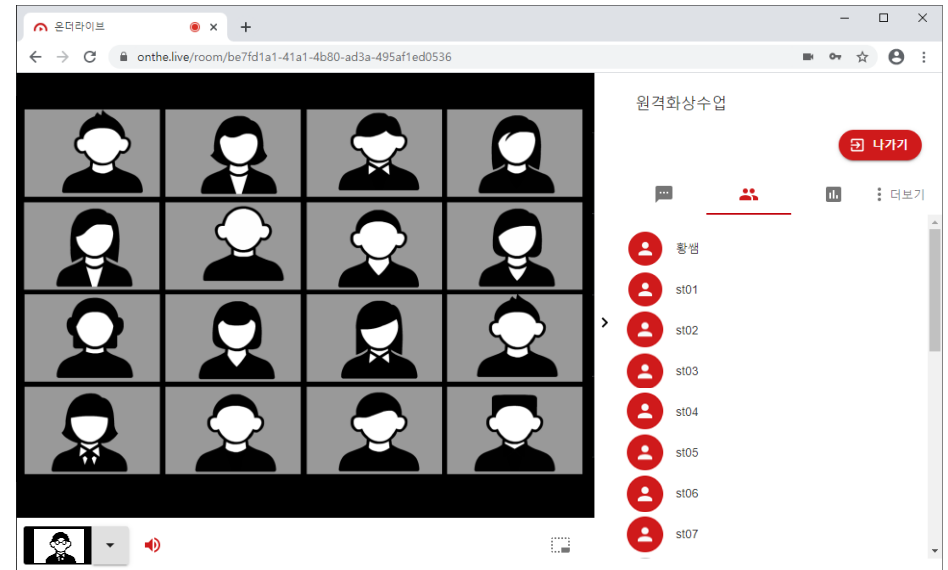 온더라이브
onthe.live/room/be7fd1a1-41a1-4b80-ad3a-495af1ed0536
원격화상수업
나가기
더보기
황쌤
st01
st02
st03
st04
st05
st06
st07